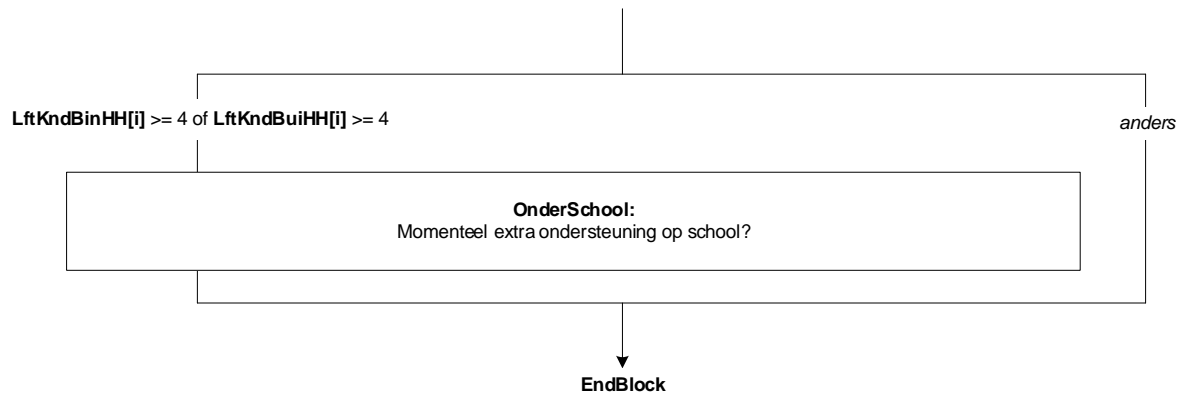 LftKndBinHH[i] >= 4 of LftKndBuiHH[i] >= 4
anders
OnderSchool:
Momenteel extra ondersteuning op school?
EndBlock